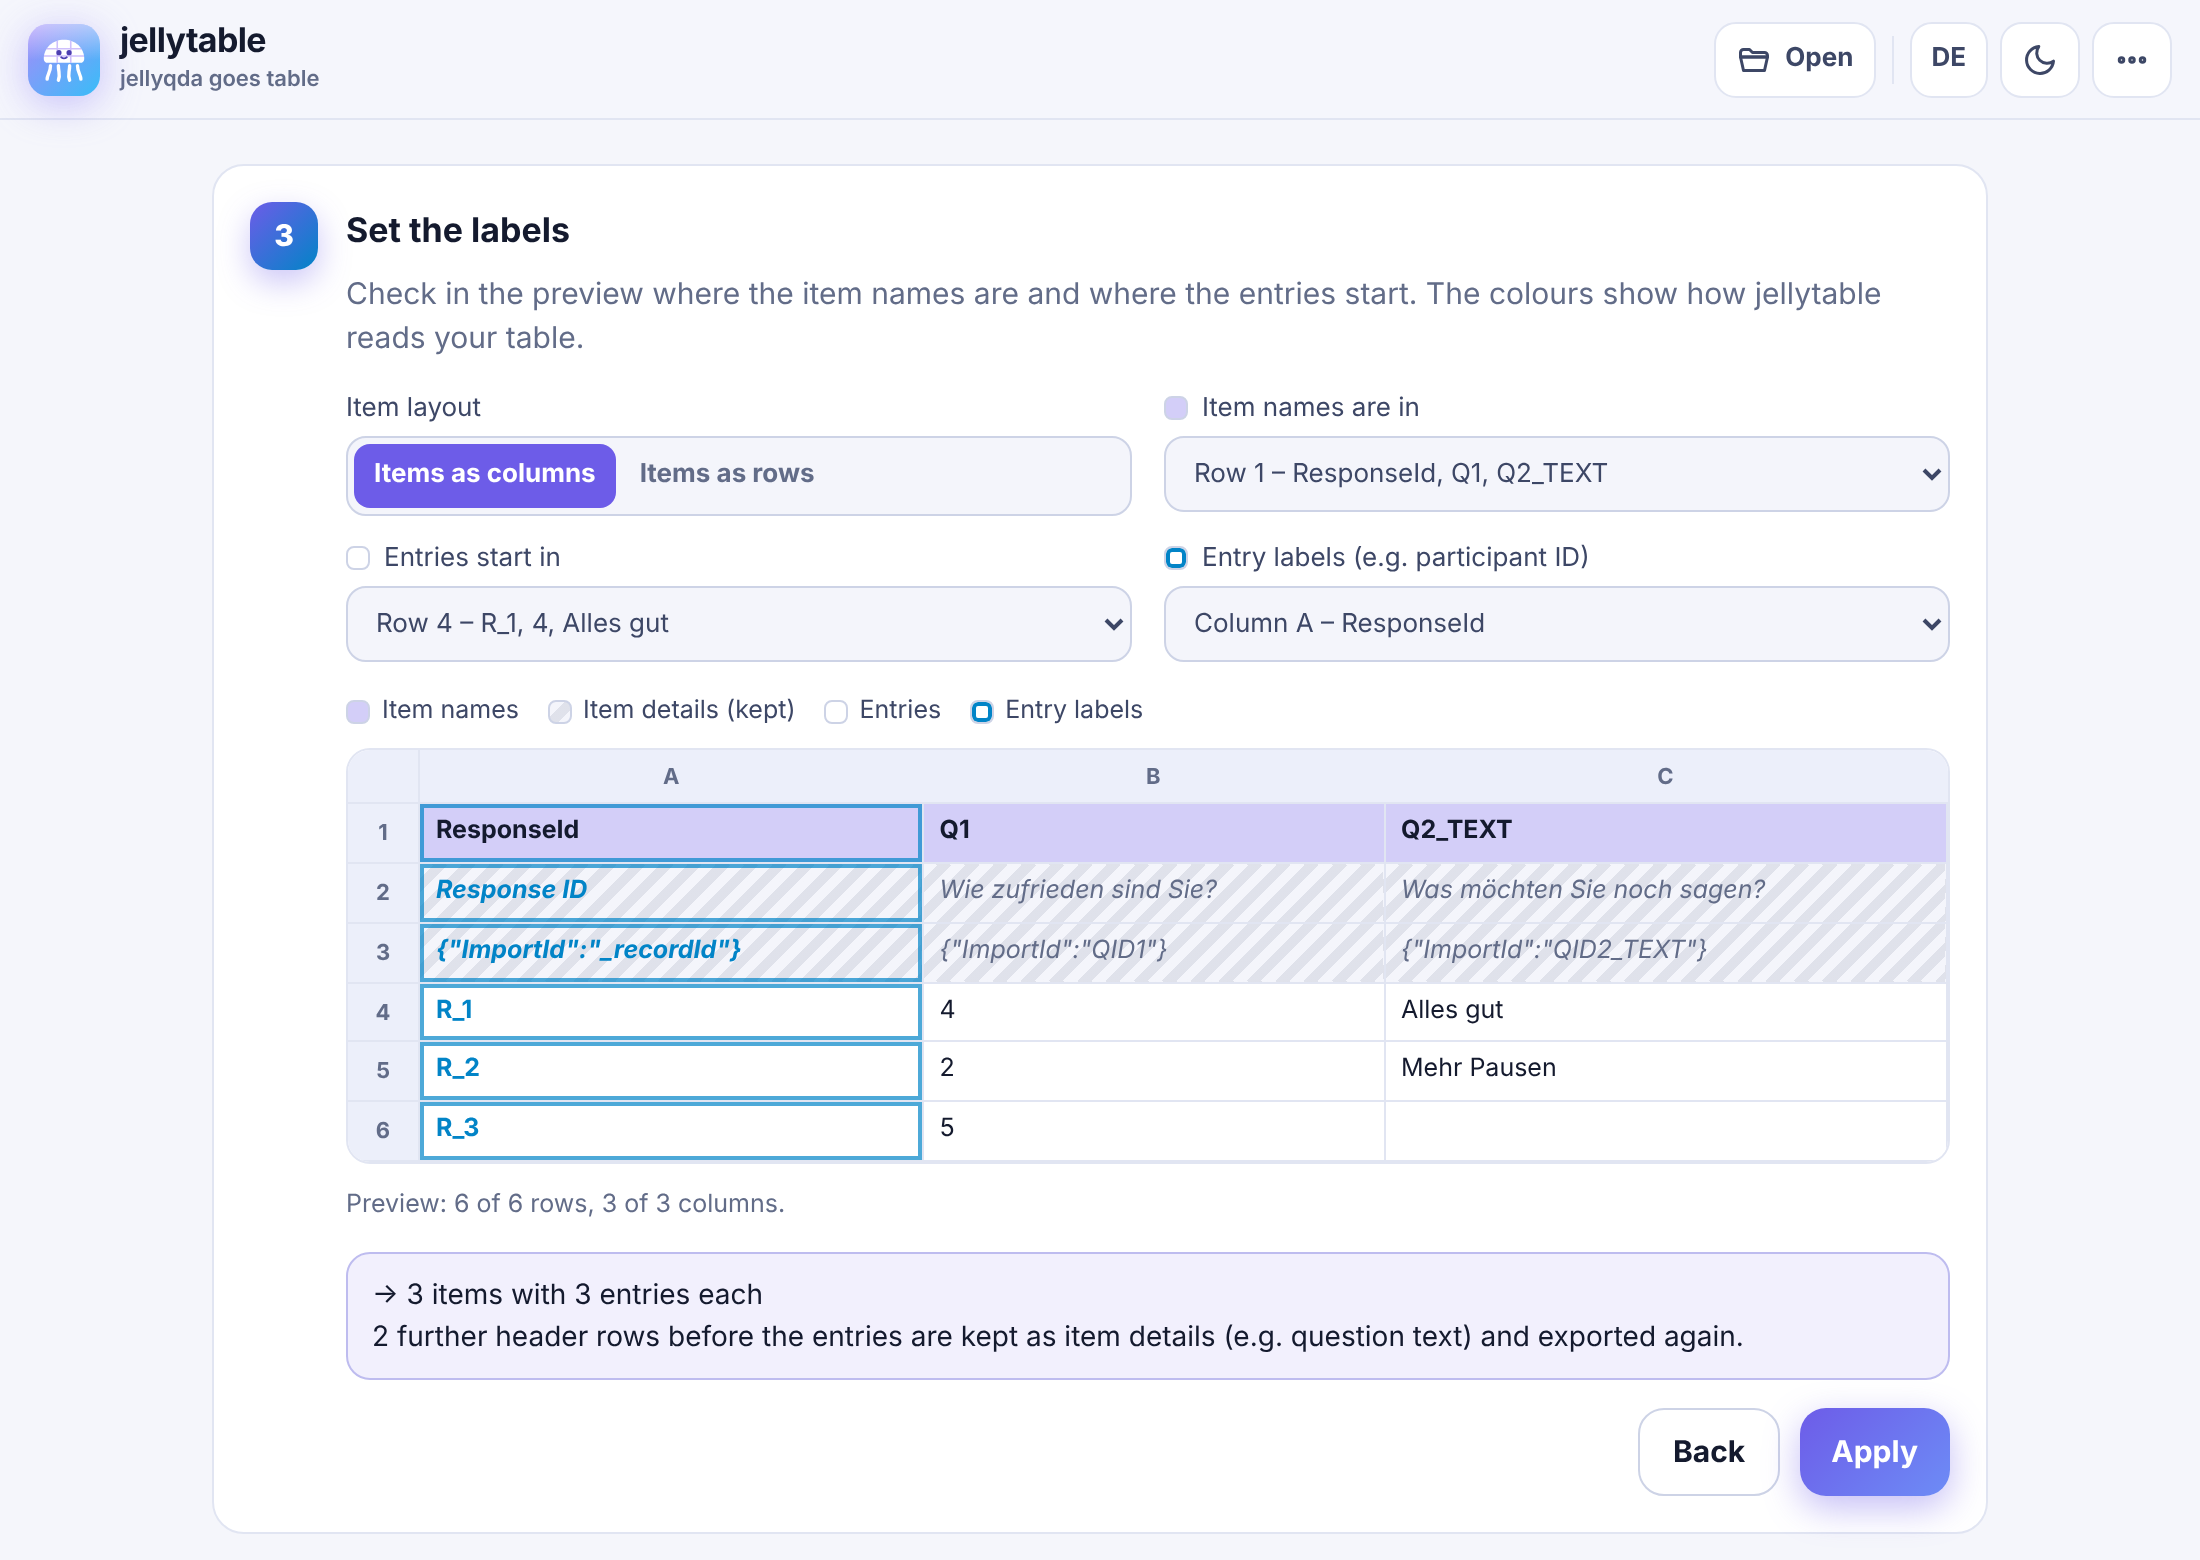 jellytable
jellyqda goes table
Open
DE
3
Set the labels
Check in the preview where the item names are and where the entries start. The colours show how jellytable
reads your table.
Item layout
Item names are in
Items as columns Items as rows
Row 1 – ResponseId, Q1, Q2_TEXT
Entries start in
Entry labels (e.g. participant ID)
Row 4 – R_1, 4, Alles gut
Column A – ResponseId
Item names Item details (kept) Entries Entry labels
A B C
1 ResponseId Q1 Q2_TEXT
2 Response ID Wie zufrieden sind Sie? Was möchten Sie noch sagen?
3 {"ImportId":"_recordId"} {"ImportId":"QID1"} {"ImportId":"QID2_TEXT"}
4 R_1 4 Alles gut
5 R_2 2 Mehr Pausen
6 R_3 5
Preview: 6 of 6 rows, 3 of 3 columns.
→ 3 items with 3 entries each
2 further header rows before the entries are kept as item details (e.g. question text) and exported again.
Back Apply